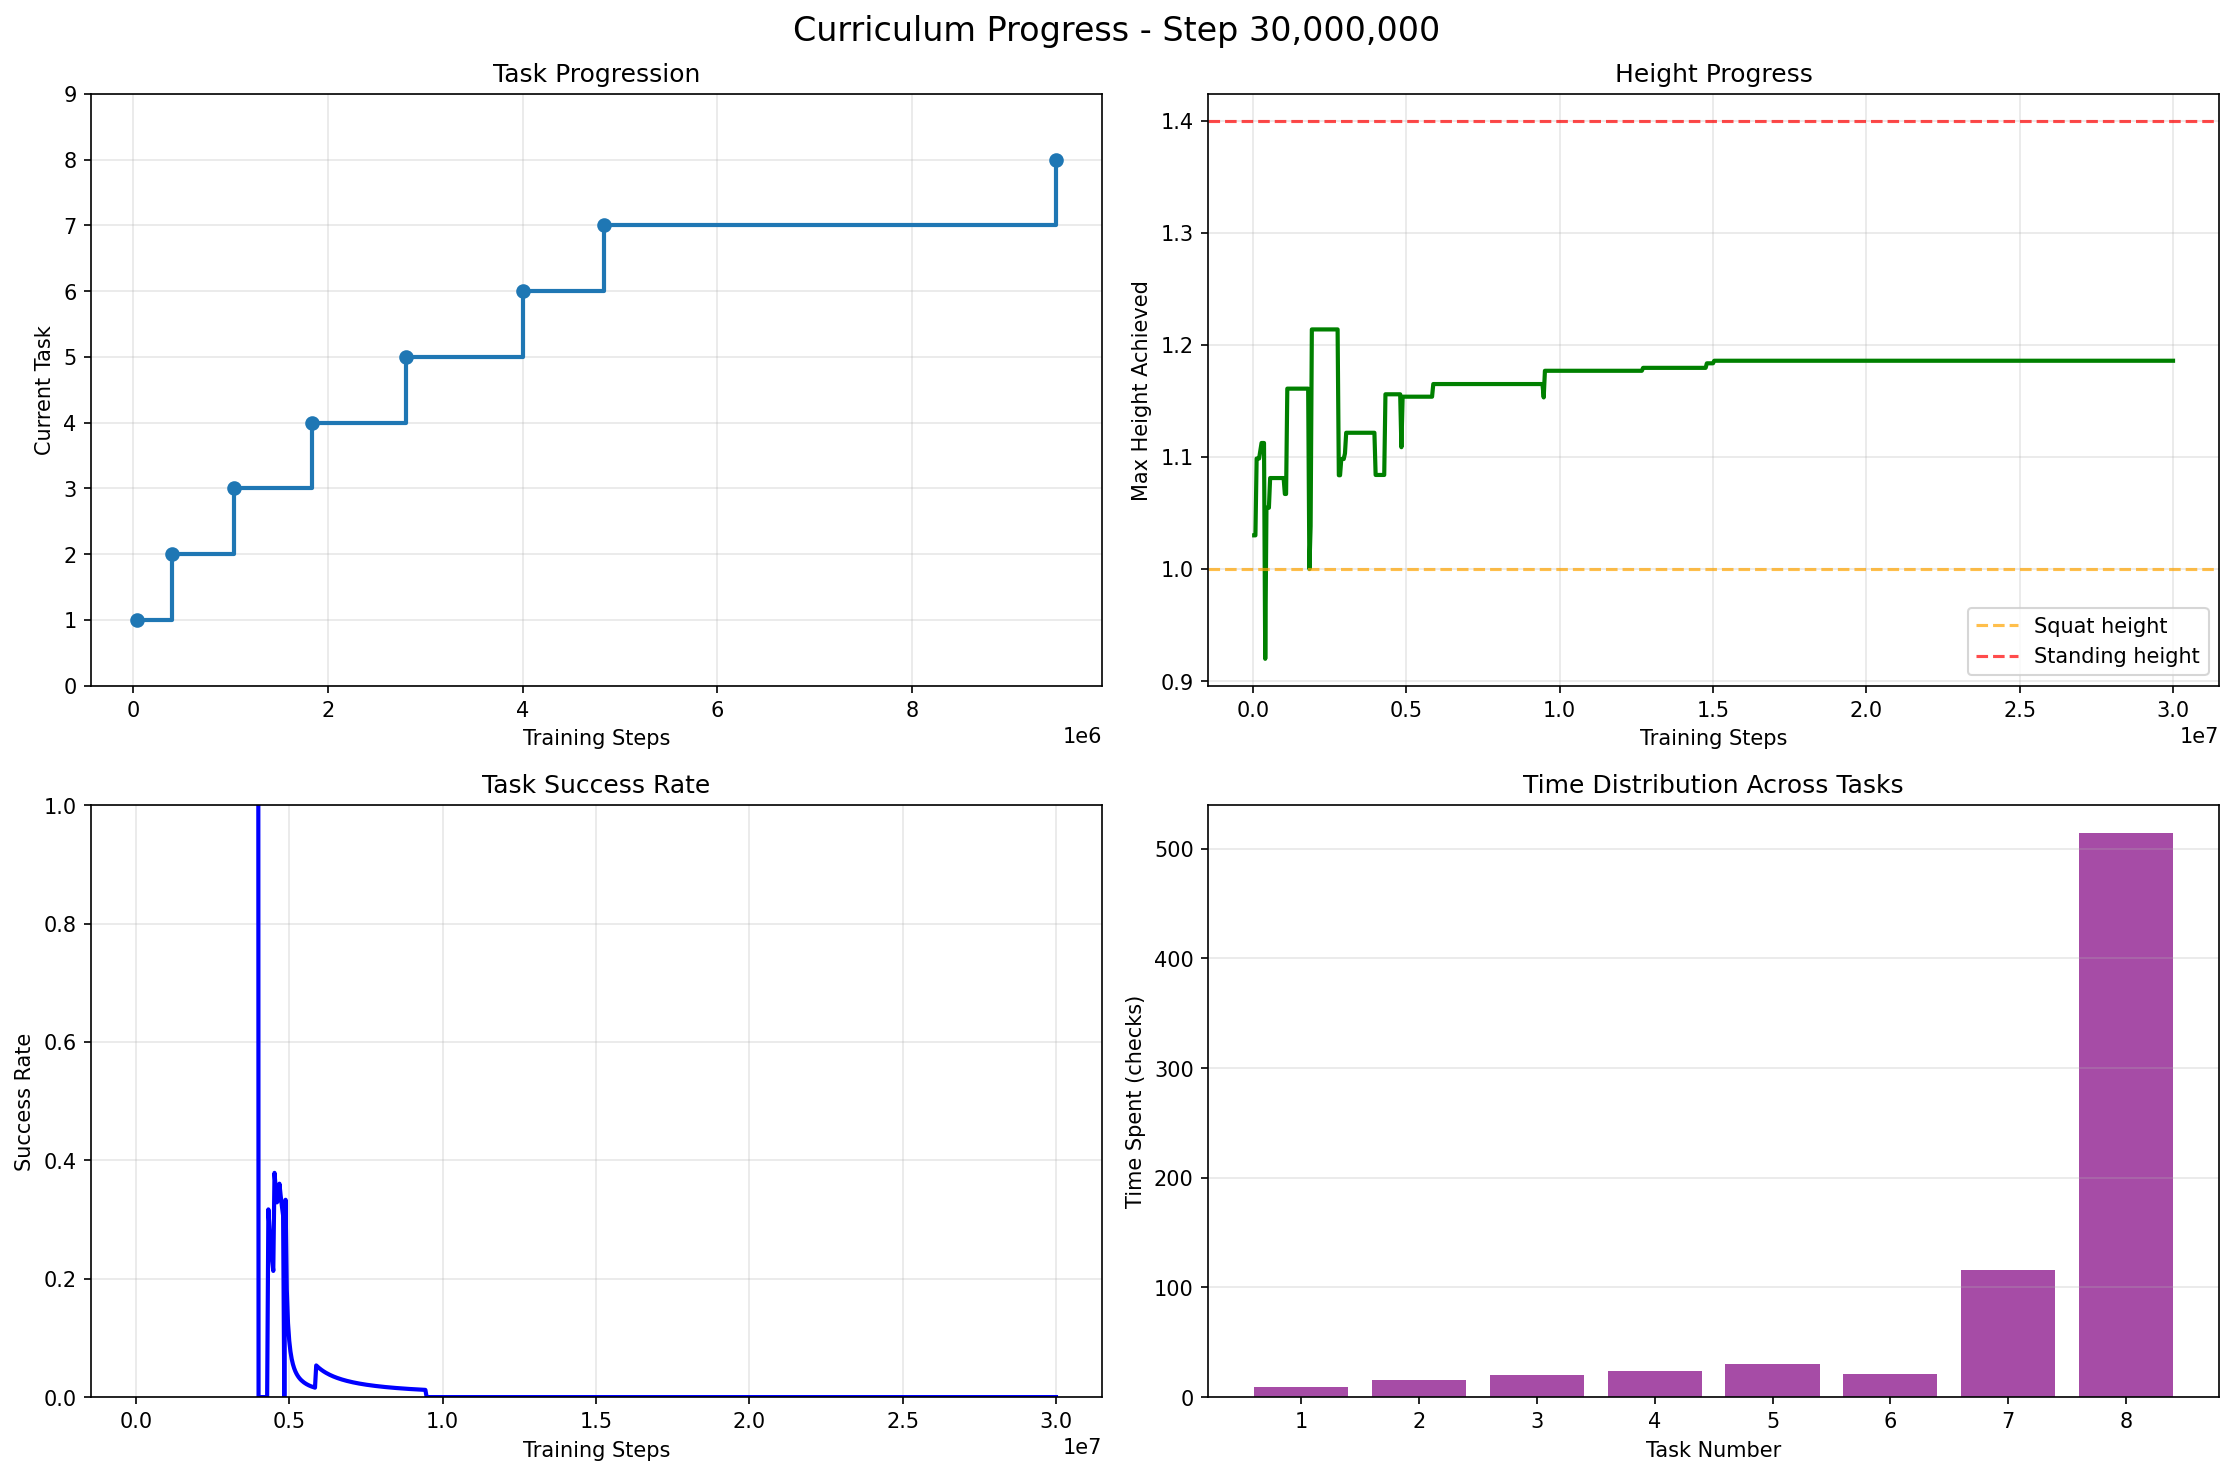 Curriculum Progress - Step 30,000,000
Task Progression
Current Task
9
8
7
6
5
4
3
2
1
0
0 2 4 6 8
1e6
Training Steps
Height Progress
Max Height Achieved
1.4
1.3
1.2
1.1
1.0
0.9
Squat height
Standing height
0.0 0.5 1.0 1.5 2.0 2.5 3.0
1e7
Training Steps
Task Success Rate
Success Rate
1.0
0.8
0.6
0.4
0.2
0.0
0.0 0.5 1.0 1.5 2.0 2.5 3.0
1e7
Training Steps
Time Distribution Across Tasks
Time Spent (checks)
500
400
300
200
100
0
1 2 3 4 5 6 7 8
Task Number